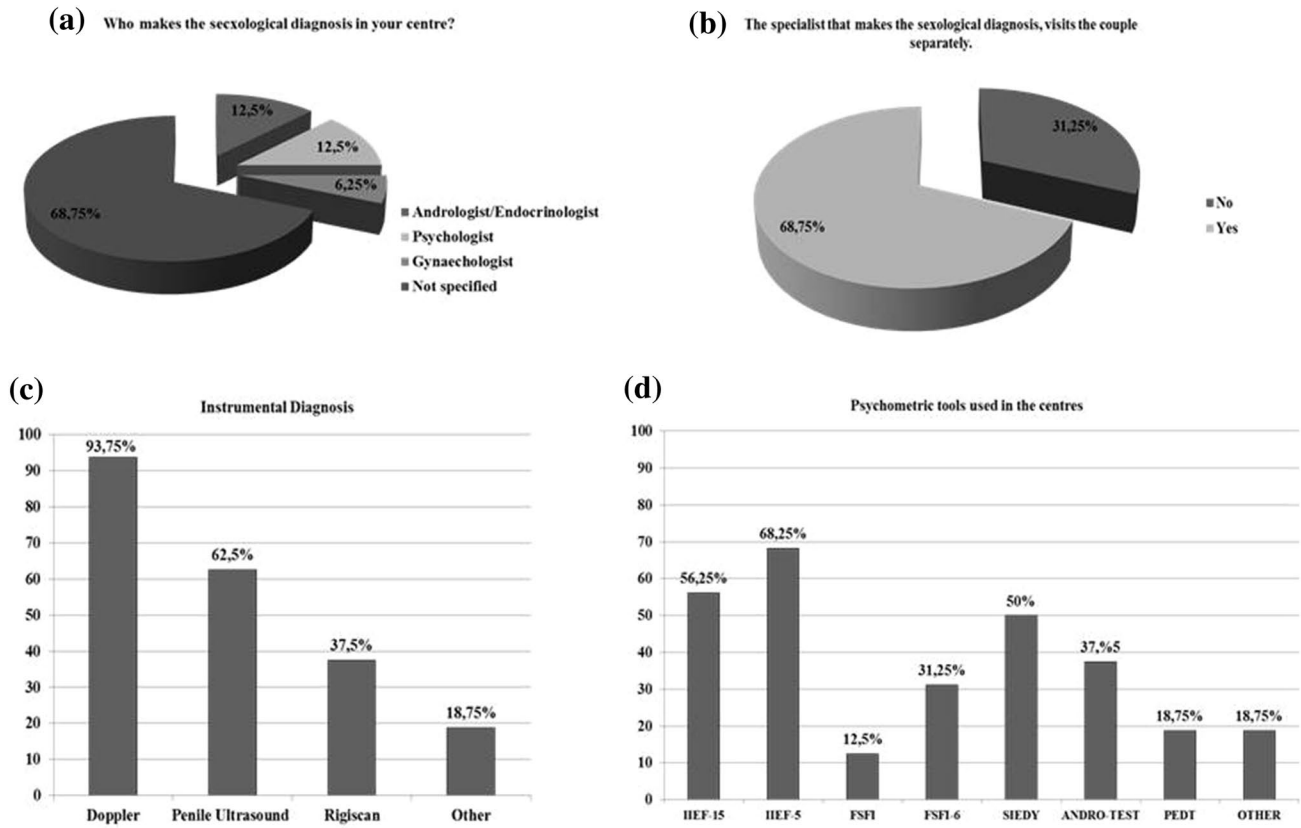 (a)
Who makes the secxological diagnosis in your centre?
12,5%
12,5%
6,25%
68,75%
Andrologist/Endocrinologist
Psychologist
Gynaechologist
Not specified
(b)
The specialist that makes the sexological diagnosis, visits the couple
separately.
31,25%
68,75%
No
Yes
(c)
Instrumental Diagnosis
100
90
80
70
60
50
40
30
20
10
0
93,75%
62,5%
37,5%
18,75%
Doppler Penile Ultrasound Rigiscan Other
(d)
Psychometric tools used in the centres
100
90
80
70
60
50
40
30
20
10
0
56,25%
68,25%
12,5%
31,25%
50%
37,%5
18,75%
18,75%
IIEF-15 IIEF-5 FSFI FSFI-6 SIEDY ANDRO-TEST PEDT OTHER